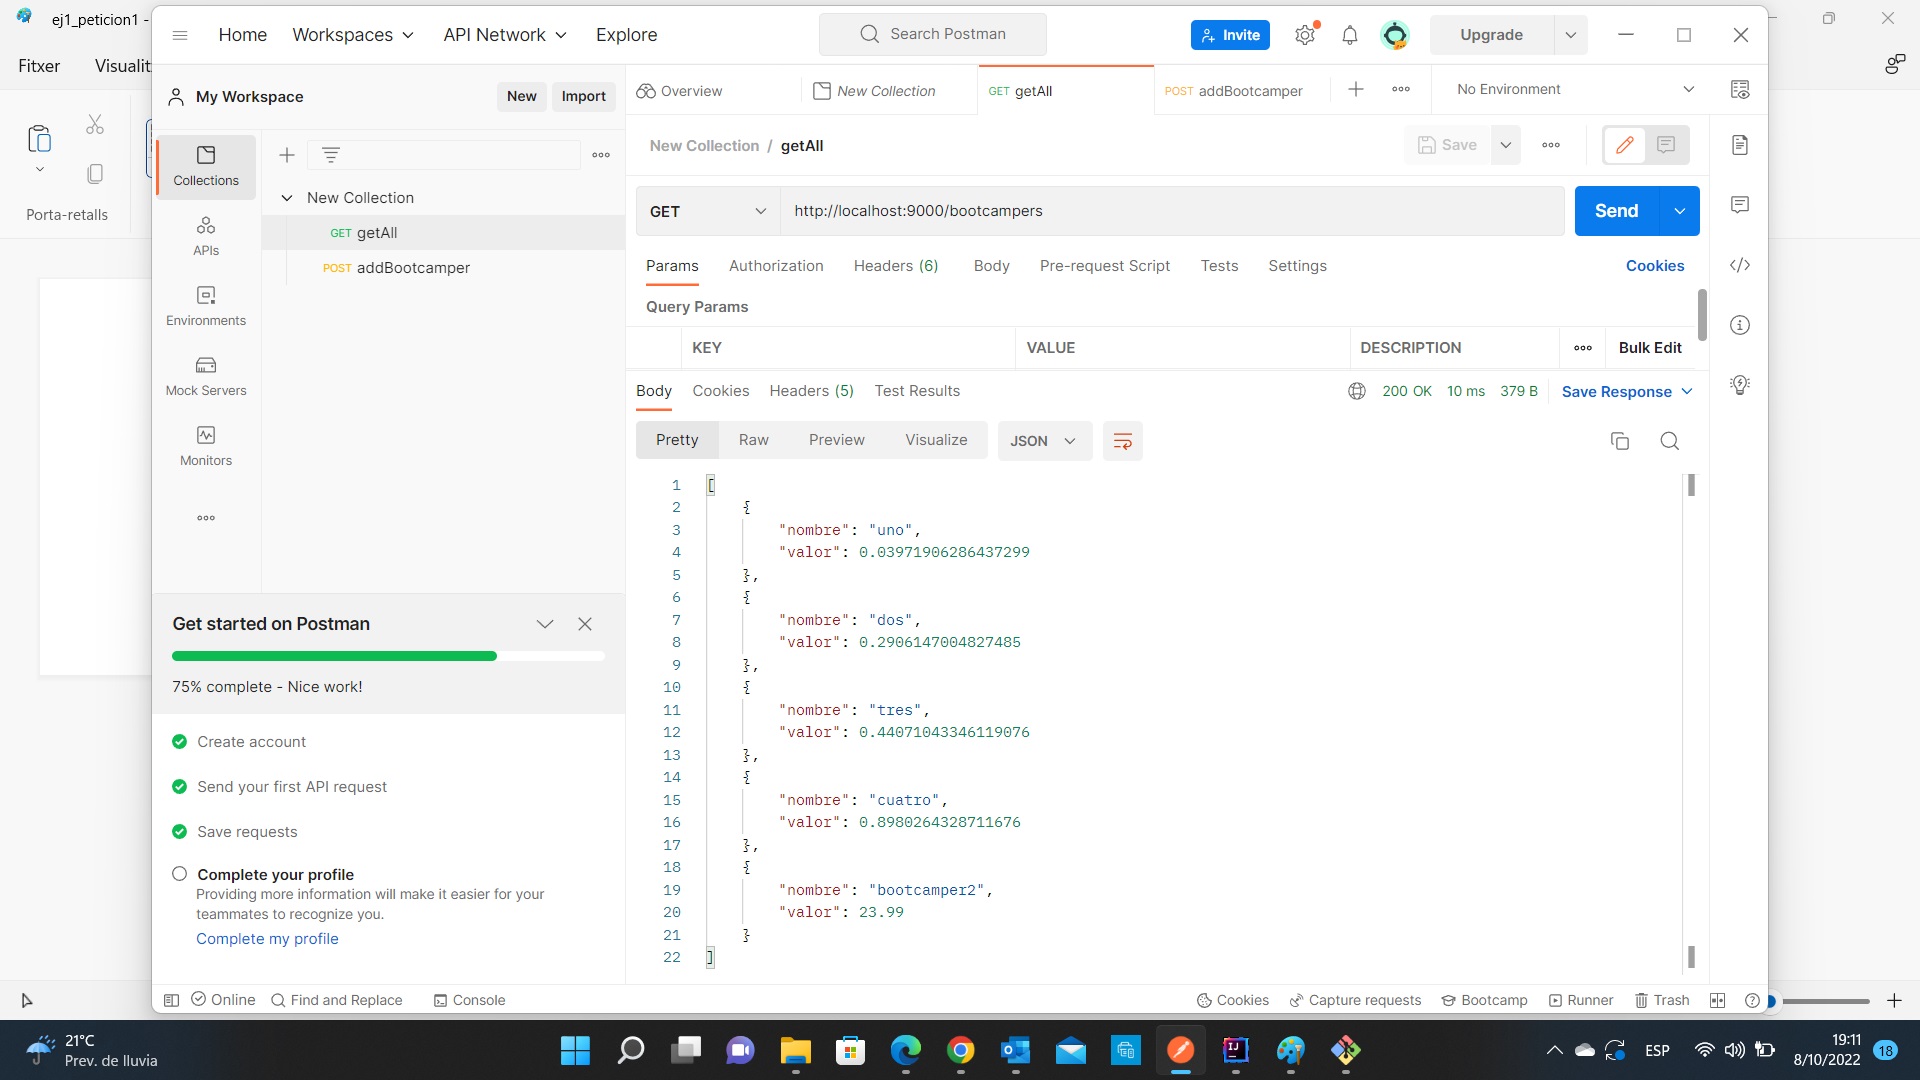 ej1_peticion1 -
Fitxer
Visualit
Porta-retalls
Home
Workspaces
API Network
Explore
Search Postman
Invite
Upgrade
My Workspace
New
Import
Overview
New Collection
GET getAll
POST addBootcamper
No Environment
Collections
APIs
Environments
Mock Servers
Monitors
New Collection
GET getAll
POST addBootcamper
New Collection / getAll
Save
GET
http://localhost:9000/bootcampers
Send
Params
Authorization
Headers (6)
Body
Pre-request Script
Tests
Settings
Cookies
Query Params
KEY
VALUE
DESCRIPTION
Bulk Edit
Body
Cookies
Headers (5)
Test Results
200 OK
10 ms
379 B
Save Response
Pretty
Raw
Preview
Visualize
JSON
1 [
2 {
3 "nombre": "uno",
4 "valor": 0.03971906286437299
5 },
6 {
7 "nombre": "dos",
8 "valor": 0.2906147004827485
9 },
10 {
11 "nombre": "tres",
12 "valor": 0.44071043346119076
13 },
14 {
15 "nombre": "cuatro",
16 "valor": 0.8980264328711676
17 },
18 {
19 "nombre": "bootcamper2",
20 "valor": 23.99
21 }
22 ]
Get started on Postman
75% complete - Nice work!
Create account
Send your first API request
Save requests
Complete your profile
Providing more information will make it easier for your
teammates to recognize you.
Complete my profile
Online
Find and Replace
Console
Cookies
Capture requests
Bootcamp
Runner
Trash
21°C
Prev. de lluvia
ESP
19:11
8/10/2022
18